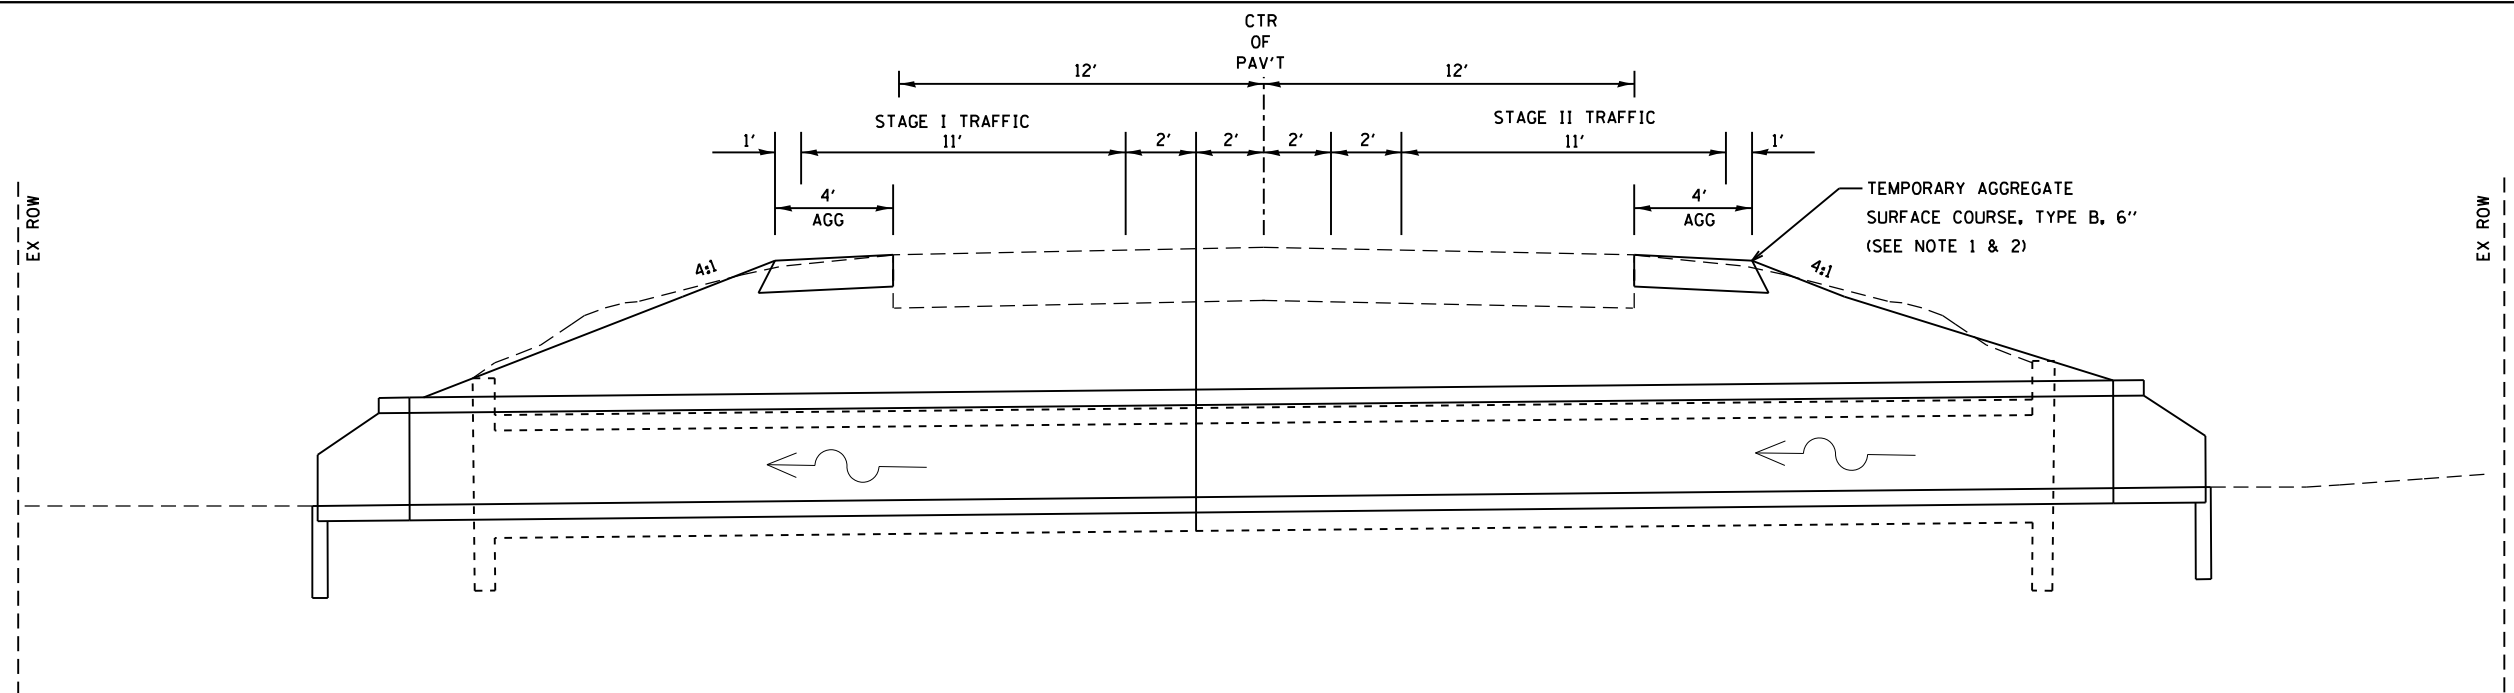 CTR
OF
PAV'T
12' 12'
STAGE I TRAFFIC STAGE II TRAFFIC
1' 11' 2' 2' 2' 2' 11' 1'
4' 4'
AGG AGG
TEMPORARY AGGREGATE
SURFACE COURSE, TYPE B, 6"
(SEE NOTE 1 & 2)
EX ROW
EX ROW
4:1 4:1